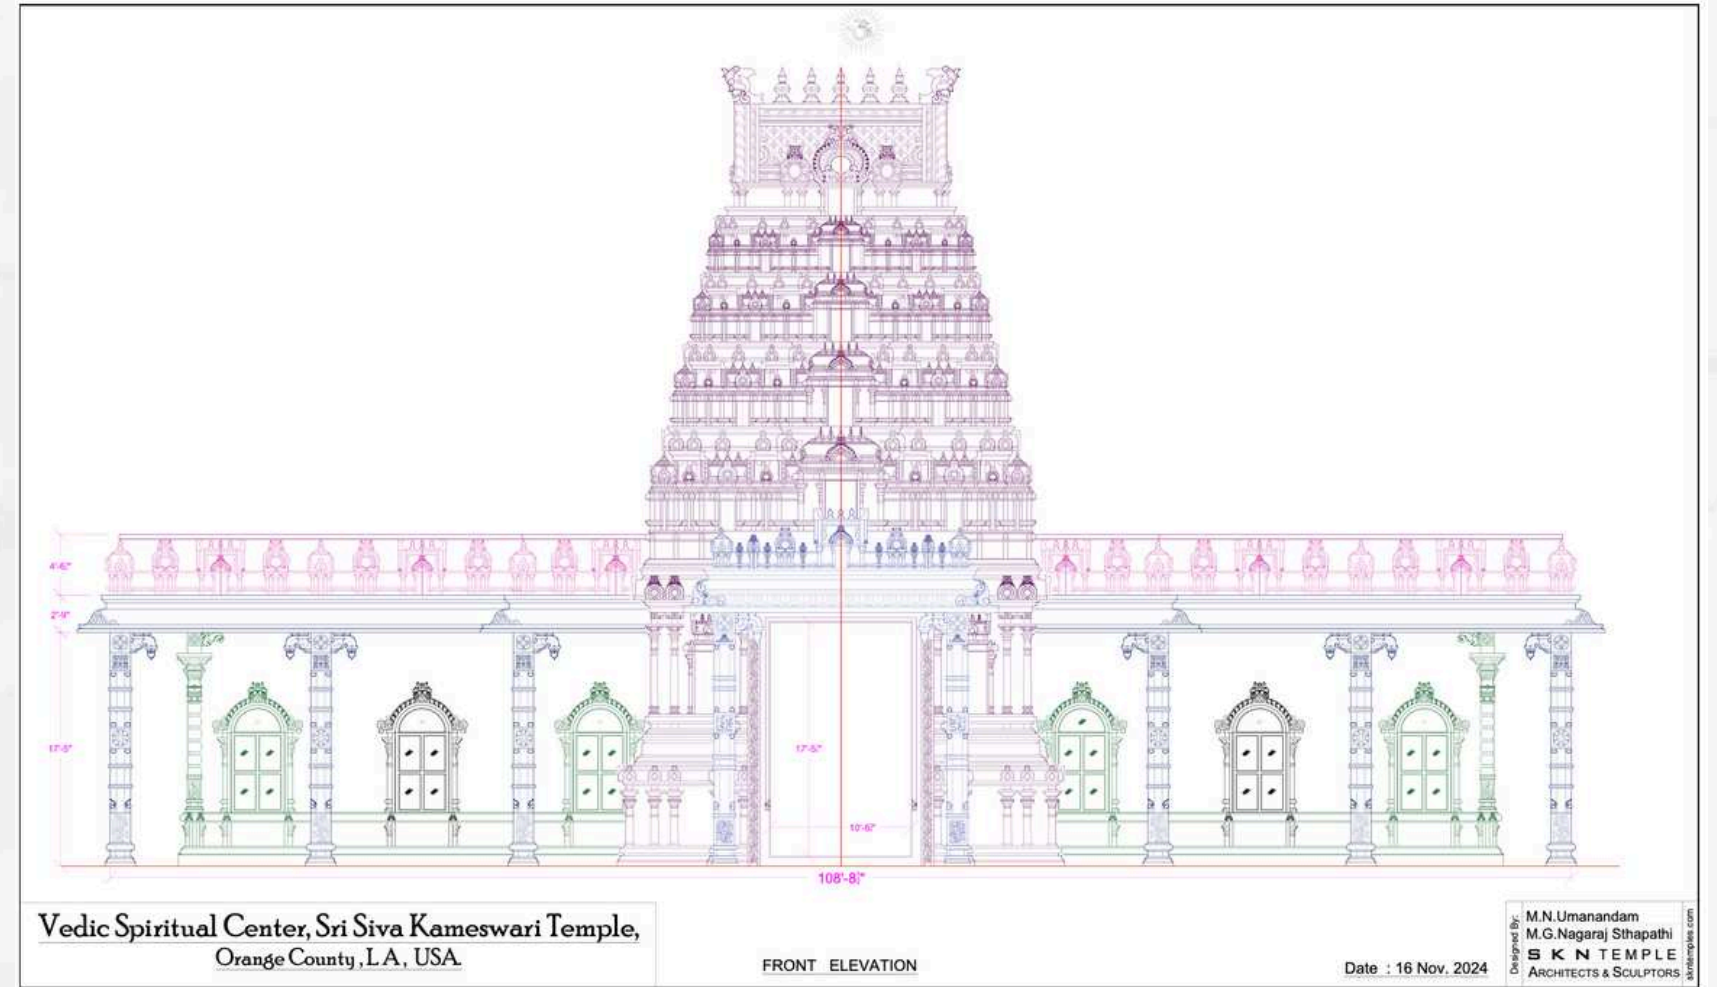 4'-6"
2'-9"
17'-5"
17'-5"
10'-6"
108'-8
Vedic Spiritual Center, Sri Siva Kameswari Temple,
Orange County , LA , USA.
FRONT ELEVATION
Date : 16 Nov. 2024
Designed By:
M.N.Umanandam
M.G.Nagaraj Sthapathi
S K N TEMPLE
ARCHITECTS & SCULPTORS
skntemples.com